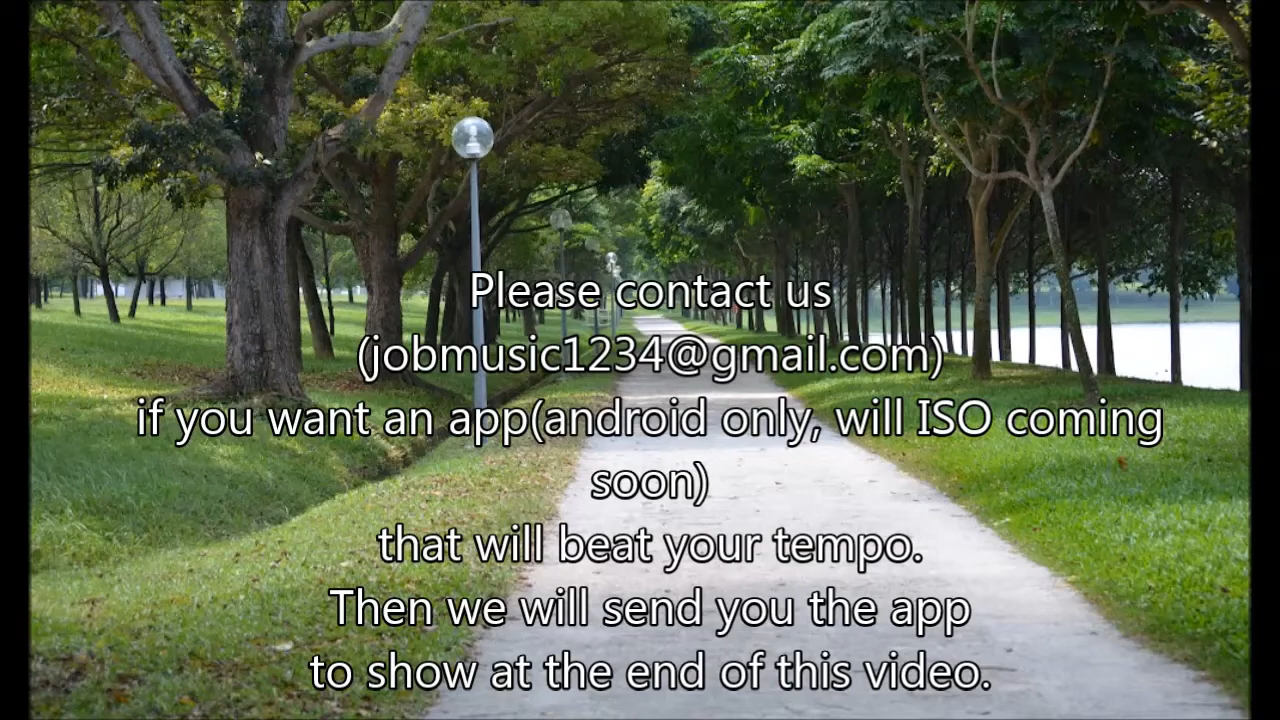 Please contact us
(jobmusic1234@gmail.com)
if you want an app(android only, will ISO coming
soon)
that will beat your tempo.
Then we will send you the app
to show at the end of this video.